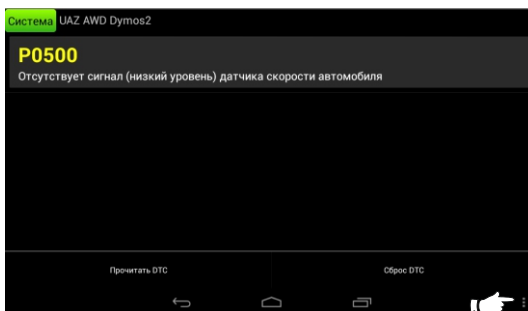 Система UAZ AWD Dymos2
P0500
Отсутствует сигнал (низкий уровень) датчика скорости автомобиля
Прочитать DTC
Сброс DTC